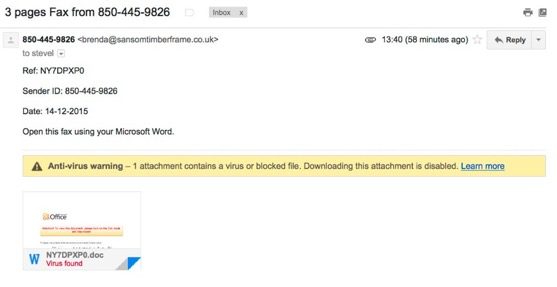 3 pages Fax from 850-445-9826
Inbox x
850-445-9826 <brenda@sansomtimberframe.co.uk>
13:40 (58 minutes ago)
Reply
to stevel
Ref: NY7DPXP0
Sender ID: 850-445-9826
Date: 14-12-2015
Open this fax using your Microsoft Word.
Anti-virus warning – 1 attachment contains a virus or blocked file. Downloading this attachment is disabled. Learn more
Office
W NY7DPXP0.doc
Virus found